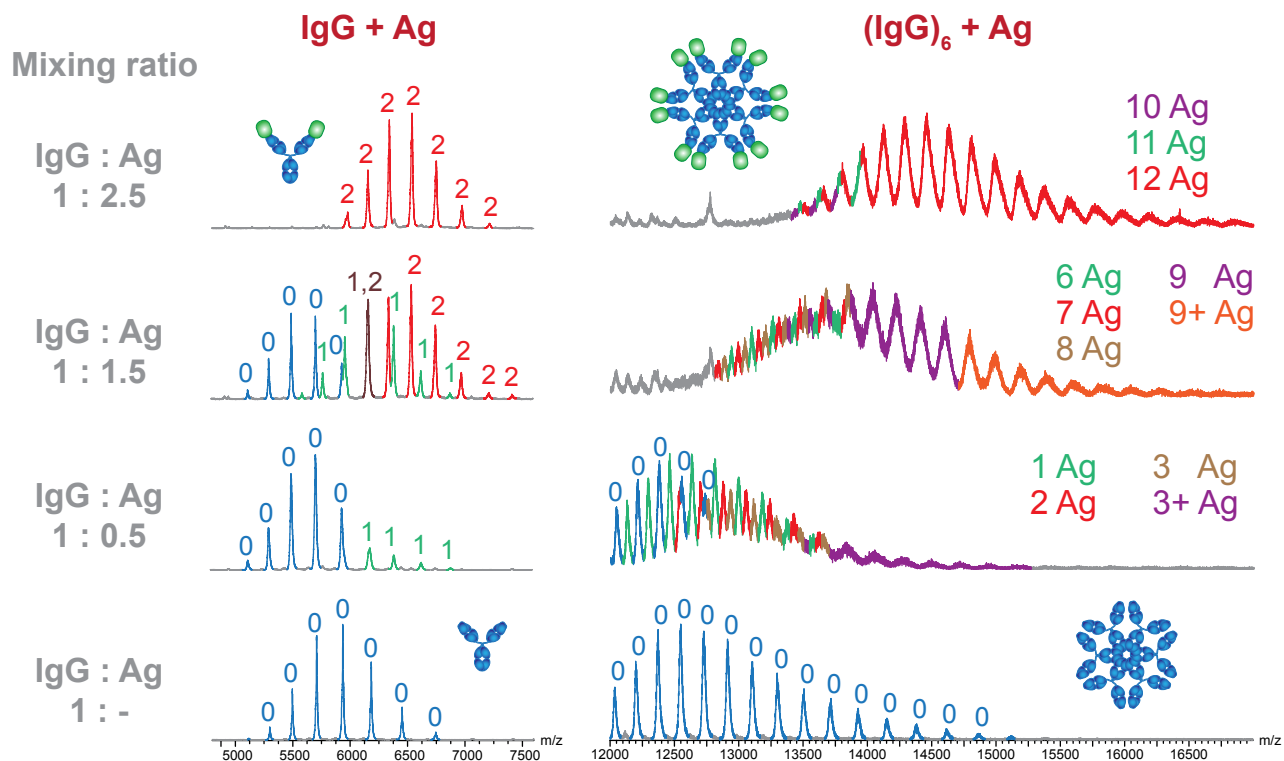 IgG + Ag
(IgG)6 + Ag
Mixing ratio
IgG : Ag
1 : 2.5
2 2 2 2 2 2 2
10 Ag
11 Ag
12 Ag
IgG : Ag
1 : 1.5
0 0 0 0 1 0 1 1,2 1 2 1 2 1 2 2 2
6 Ag 9 Ag
7 Ag 9+ Ag
8 Ag
IgG : Ag
1 : 0.5
0 0 0 0 0 1 1 1 1
0 0 0 0 0
1 Ag 3 Ag
2 Ag 3+ Ag
IgG : Ag
1 : -
0 0 0 0 0 0 0 0
0 0 0 0 0 0 0 0 0 0 0 0 0 0 0
5000 5500 6000 6500 7000 7500 m/z
12000 12500 13000 13500 14000 14500 15000 15500 16000 16500 m/z